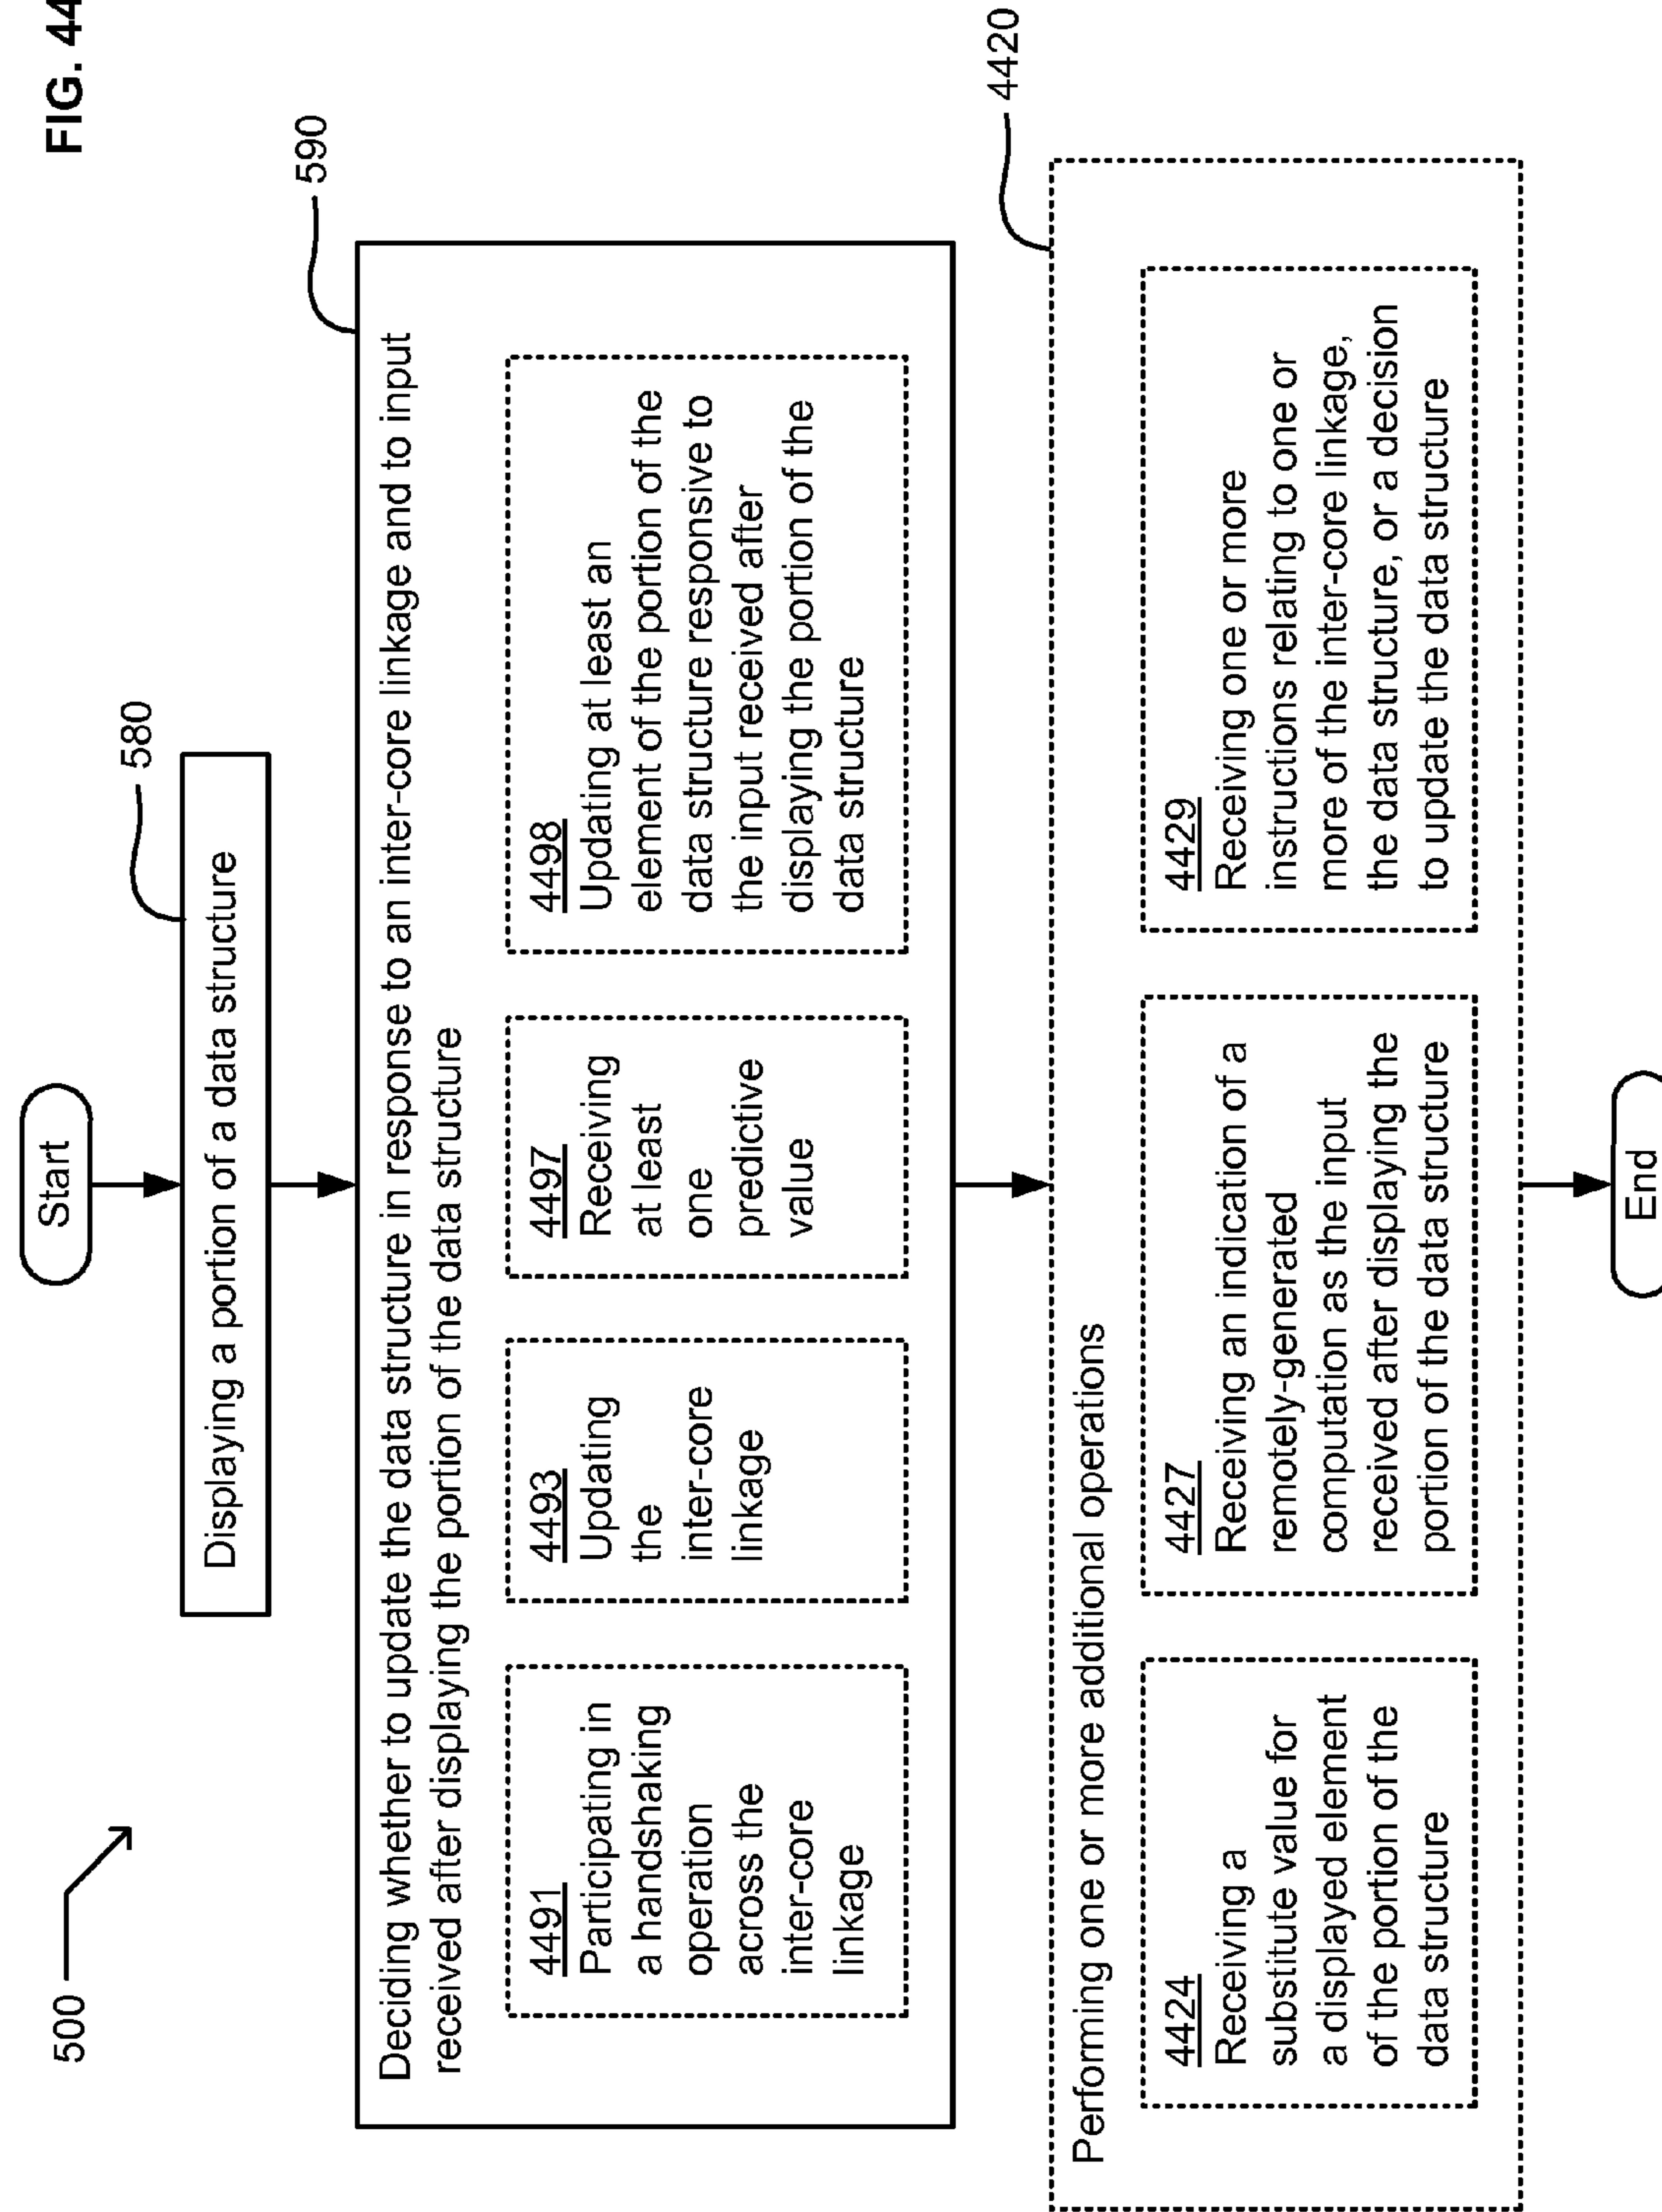 FIG. 44
500
Start
580
Displaying a portion of a data structure
590
Deciding whether to update the data structure in response to an inter-core linkage and to input
received after displaying the portion of the data structure
4491
Participating in
a handshaking
operation
across the
inter-core
linkage
4493
Updating
the
inter-core
linkage
4497
Receiving
at least
one
predictive
value
4498
Updating at least an
element of the portion of the
data structure responsive to
the input received after
displaying the portion of the
data structure
4420
Performing one or more additional operations
4424
Receiving a
substitute value for
a displayed element
of the portion of the
data structure
4427
Receiving an indication of a
remotely-generated
computation as the input
received after displaying the
portion of the data structure
4429
Receiving one or more
instructions relating to one or
more of the inter-core linkage,
the data structure, or a decision
to update the data structure
End